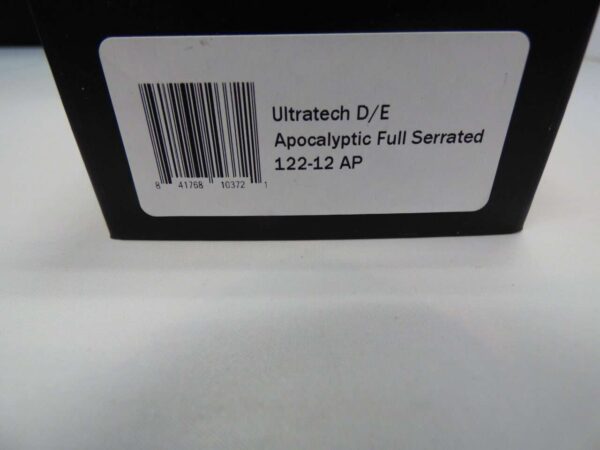 Ultratech D/E
Apocalyptic Full Serrated
122-12 AP
8 41768 10372 1